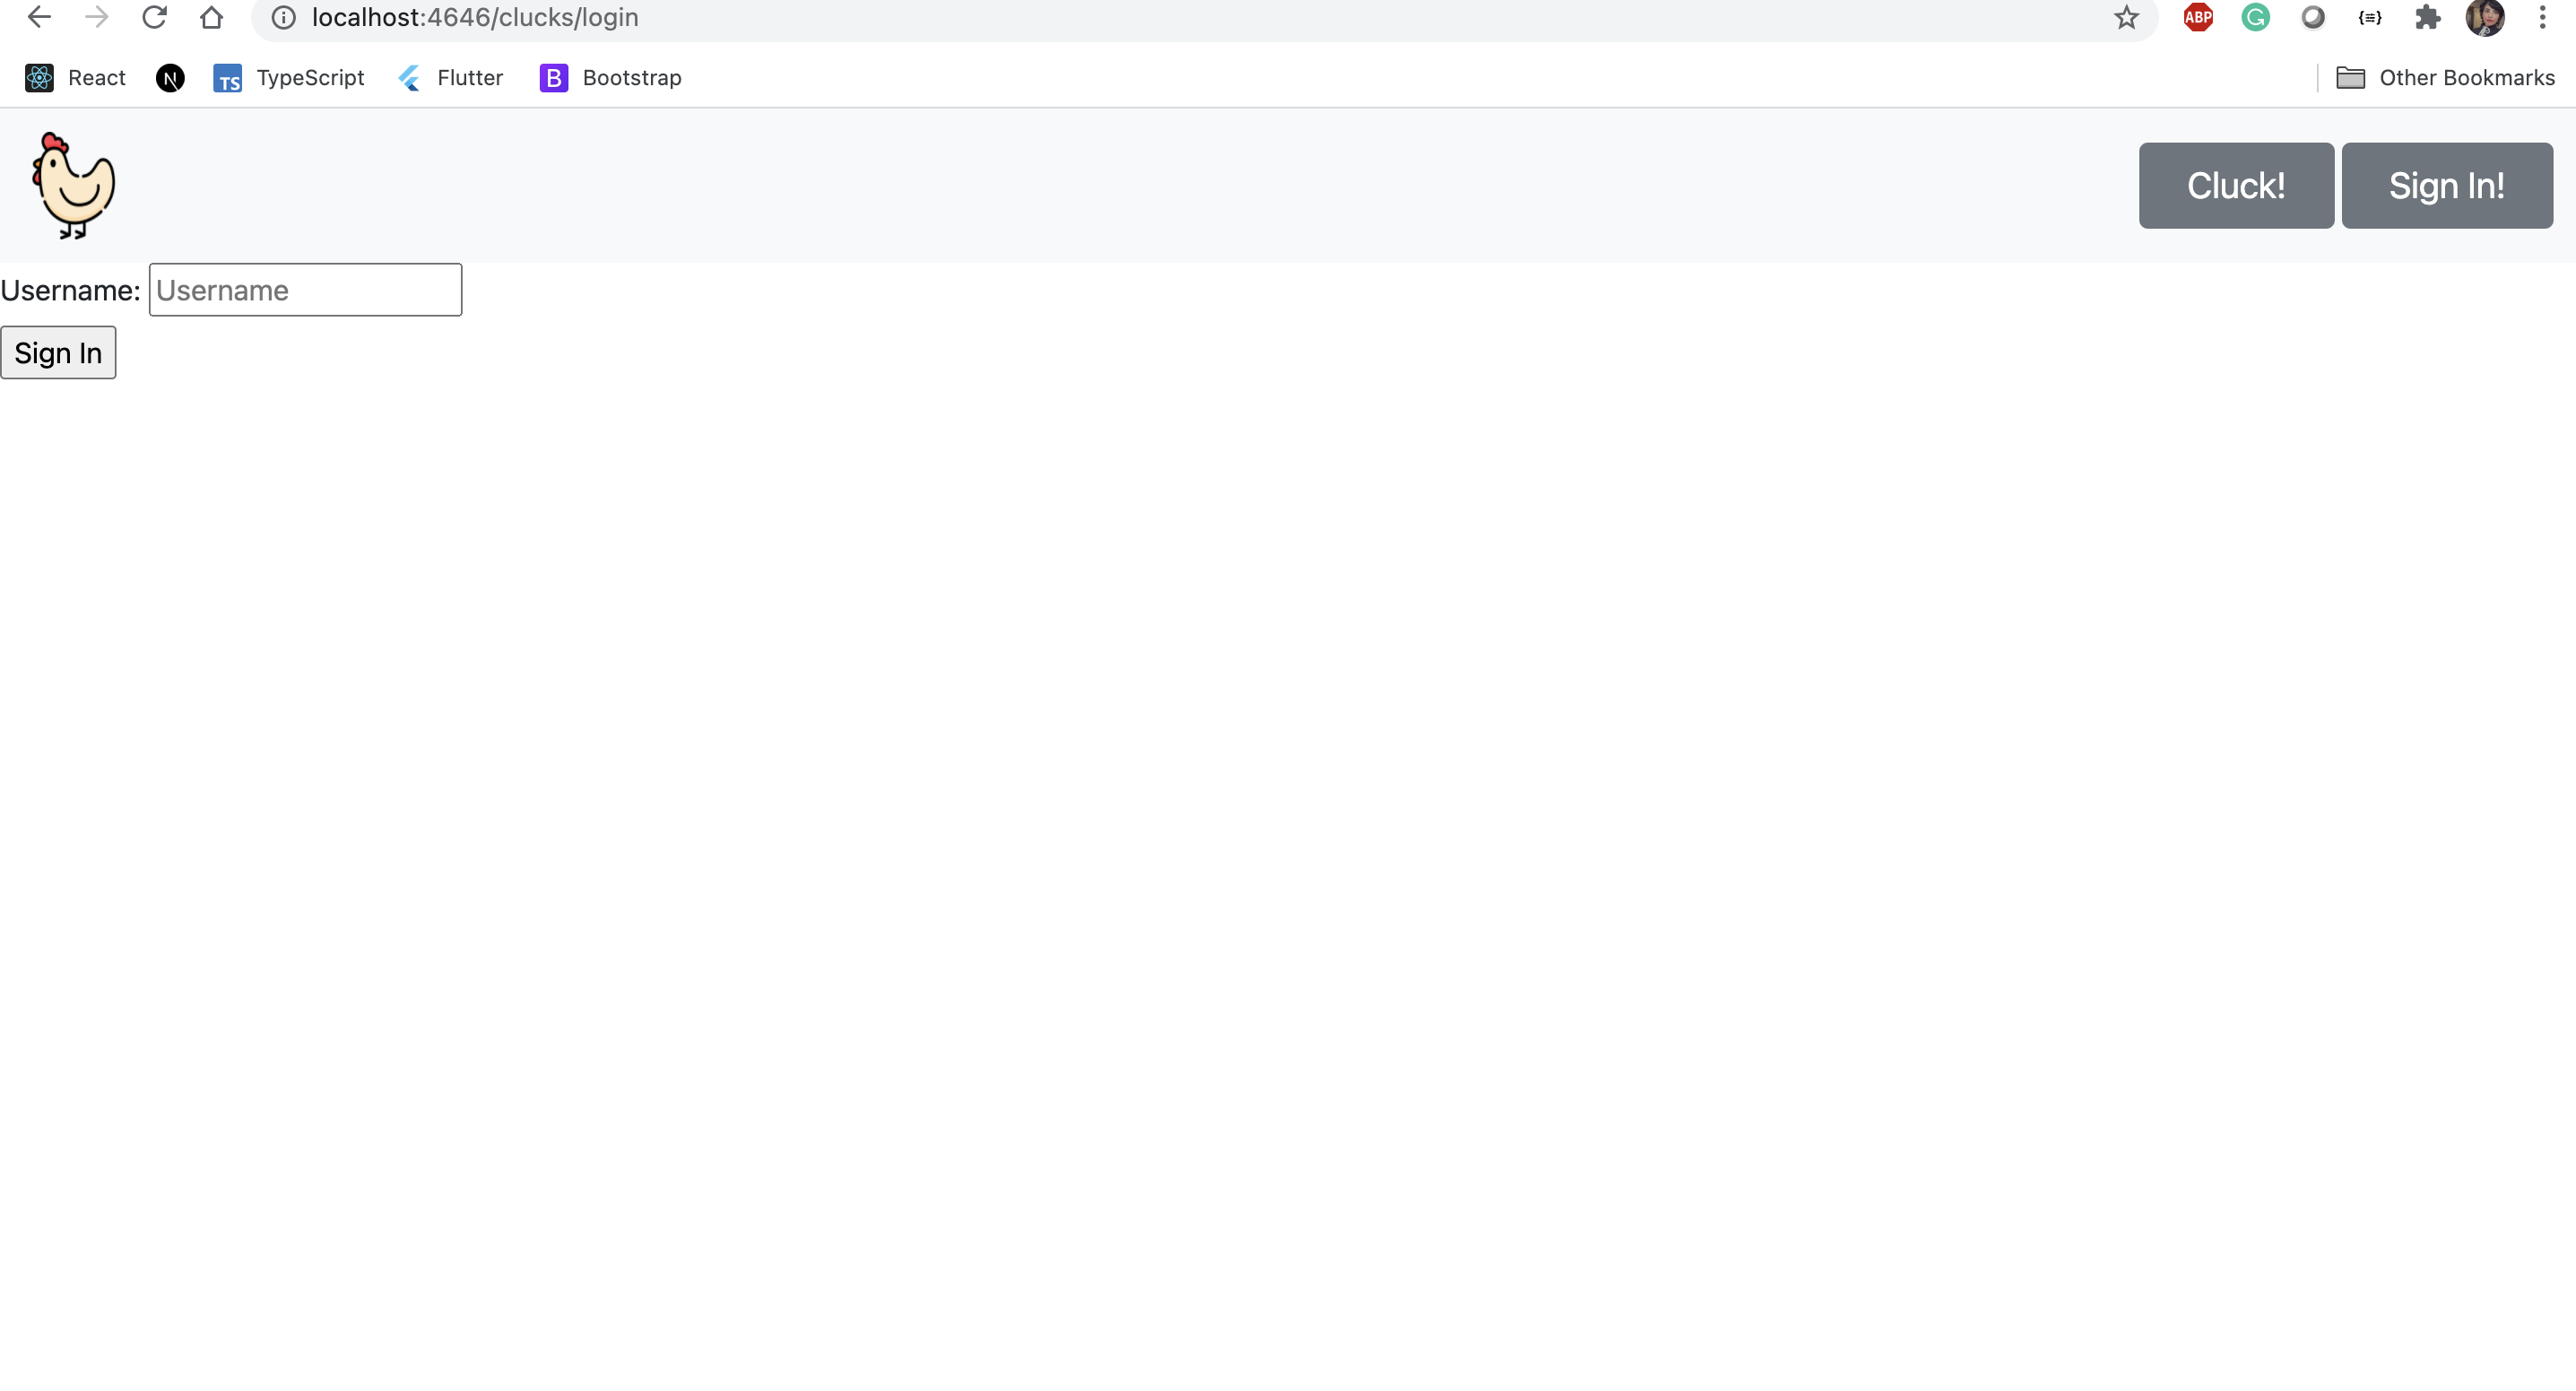 localhost:4646/clucks/login
ABP
G
{≡}
React
N
TS
TypeScript
Flutter
B
Bootstrap
Other Bookmarks
Cluck!
Sign In!
Username: Username
Sign In